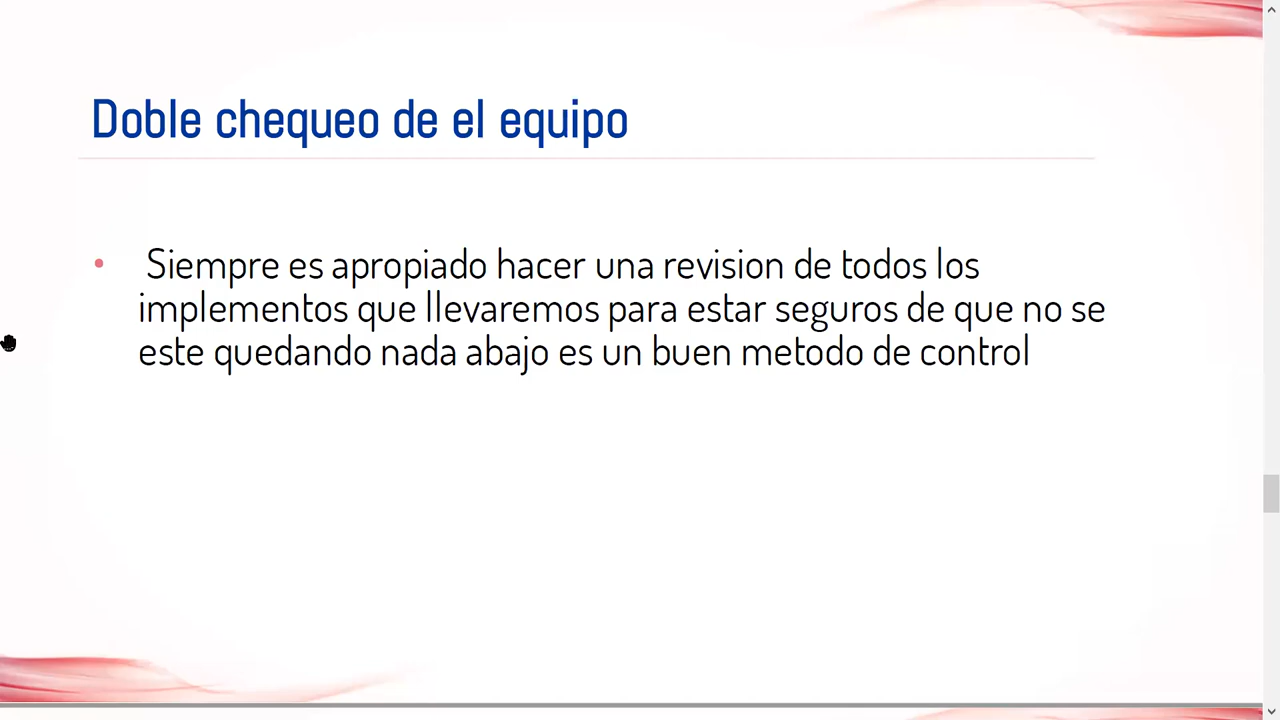 Doble chequeo de el equipo
• Siempre es apropiado hacer una revision de todos los
implementos que llevaremos para estar seguros de que no se
este quedando nada abajo es un buen metodo de control